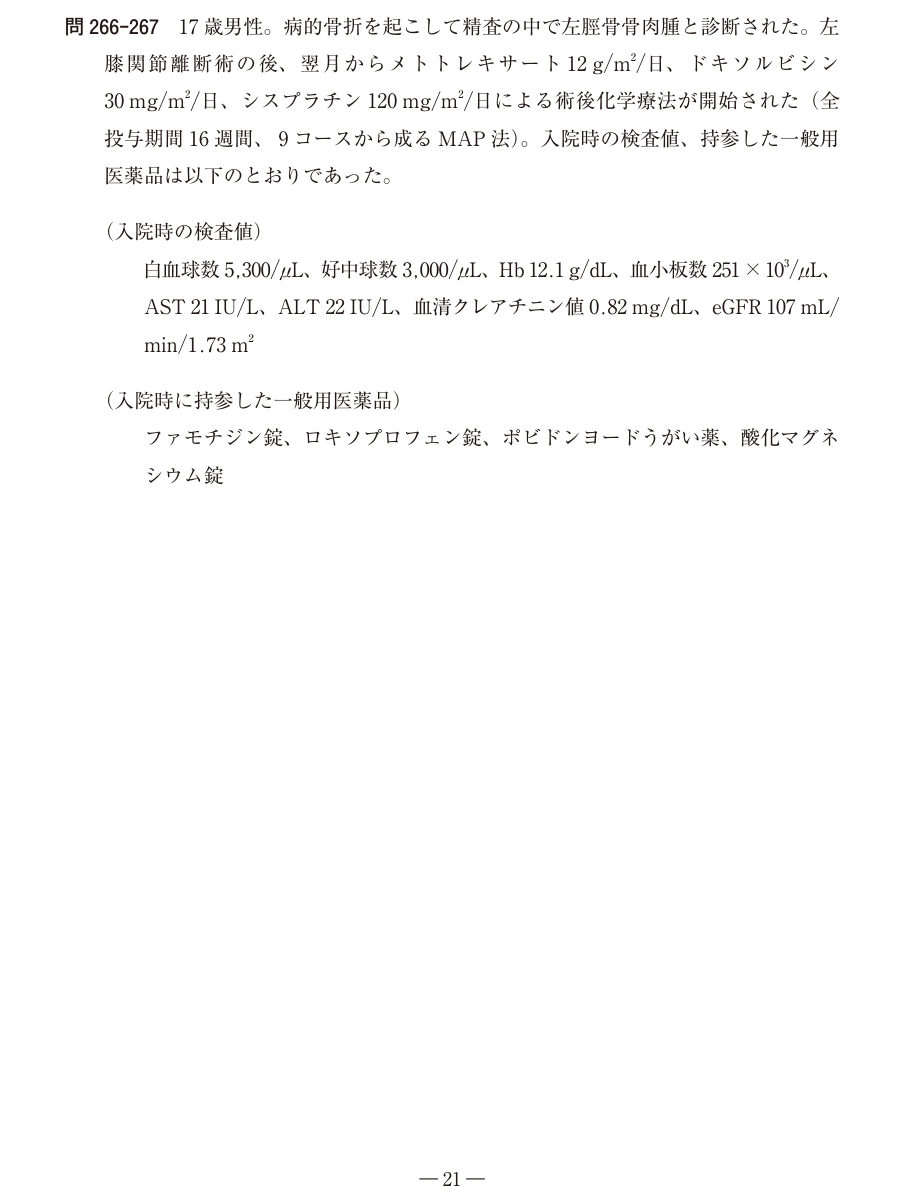 問 266-267　17 歳男性。病的骨折を起こして精査の中で左脛骨骨肉腫と診断された。左
膝関節離断術の後、翌月からメトトレキサート 12 g/m²/日、ドキソルビシン
30 mg/m²/日、シスプラチン 120 mg/m²/日による術後化学療法が開始された（全
投与期間 16 週間、9 コースから成る MAP 法）。入院時の検査値、持参した一般用
医薬品は以下のとおりであった。
（入院時の検査値）
白血球数 5,300/μL、好中球数 3,000/μL、Hb 12.1 g/dL、血小板数 251 × 10³/μL、
AST 21 IU/L、ALT 22 IU/L、血清クレアチニン値 0.82 mg/dL、eGFR 107 mL/
min/1.73 m²
（入院時に持参した一般用医薬品）
ファモチジン錠、ロキソプロフェン錠、ポビドンヨードうがい薬、酸化マグネ
シウム錠
― 21 ―